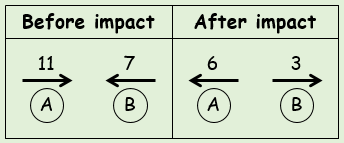 Before impact After impact
11 7 6 3
A B A B